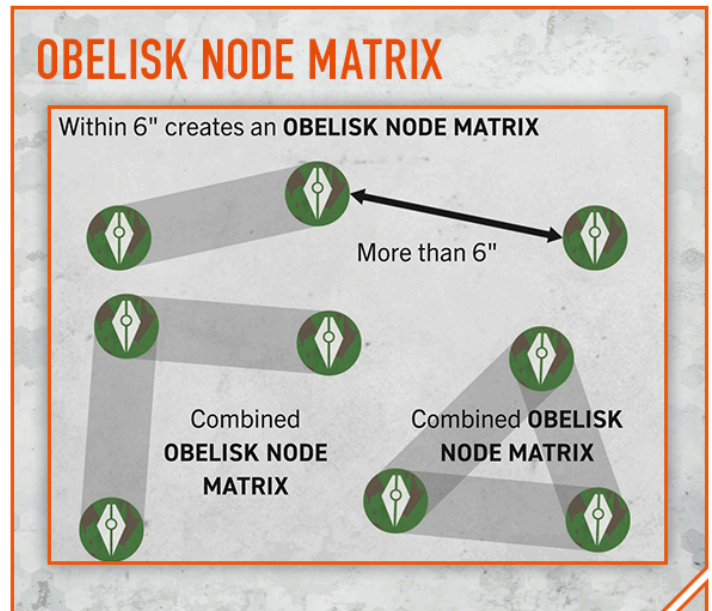 OBELISK NODE MATRIX
Within 6" creates an OBELISK NODE MATRIX
More than 6"
Combined
OBELISK NODE
MATRIX
Combined OBELISK
NODE MATRIX